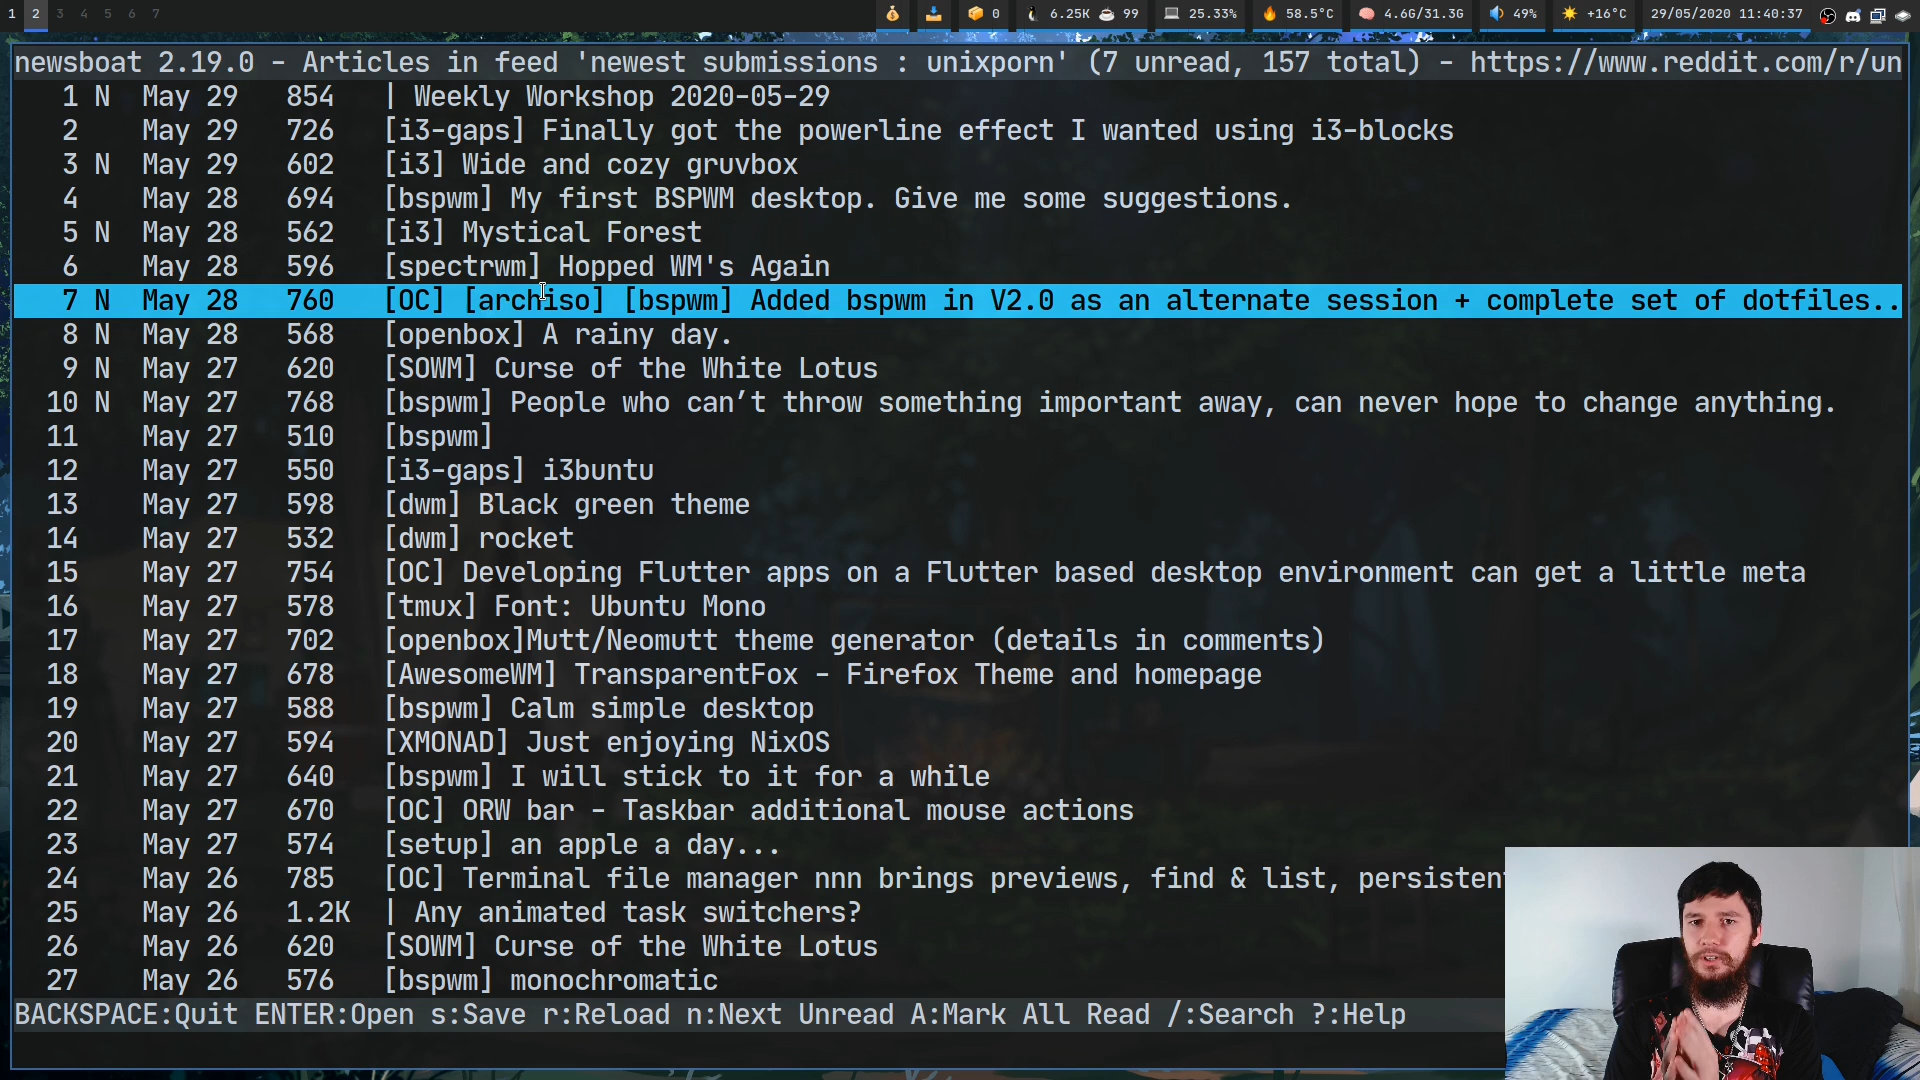 1 2 3 4 5 6 7 0 6.25K 99 25.33% 58.5°C 4.6G/31.3G 49% +16°C 29/05/2020 11:40:37
newsboat 2.19.0 - Articles in feed 'newest submissions : unixporn' (7 unread, 157 total) - https://www.reddit.com/r/un
1 N May 29 854 | Weekly Workshop 2020-05-29
2 May 29 726 [i3-gaps] Finally got the powerline effect I wanted using i3-blocks
3 N May 29 602 [i3] Wide and cozy gruvbox
4 May 28 694 [bspwm] My first BSPWM desktop. Give me some suggestions.
5 N May 28 562 [i3] Mystical Forest
6 May 28 596 [spectrwm] Hopped WM's Again
7 N May 28 760 [OC] [archiso] [bspwm] Added bspwm in V2.0 as an alternate session + complete set of dotfiles..
8 N May 28 568 [openbox] A rainy day.
9 N May 27 620 [SOWM] Curse of the White Lotus
10 N May 27 768 [bspwm] People who can’t throw something important away, can never hope to change anything.
11 May 27 510 [bspwm]
12 May 27 550 [i3-gaps] i3buntu
13 May 27 598 [dwm] Black green theme
14 May 27 532 [dwm] rocket
15 May 27 754 [OC] Developing Flutter apps on a Flutter based desktop environment can get a little meta
16 May 27 578 [tmux] Font: Ubuntu Mono
17 May 27 702 [openbox]Mutt/Neomutt theme generator (details in comments)
18 May 27 678 [AwesomeWM] TransparentFox - Firefox Theme and homepage
19 May 27 588 [bspwm] Calm simple desktop
20 May 27 594 [XMONAD] Just enjoying NixOS
21 May 27 640 [bspwm] I will stick to it for a while
22 May 27 670 [OC] ORW bar - Taskbar additional mouse actions
23 May 27 574 [setup] an apple a day...
24 May 26 785 [OC] Terminal file manager nnn brings previews, find & list, persistent
25 May 26 1.2K | Any animated task switchers?
26 May 26 620 [SOWM] Curse of the White Lotus
27 May 26 576 [bspwm] monochromatic
BACKSPACE:Quit ENTER:Open s:Save r:Reload n:Next Unread A:Mark All Read /:Search ?:Help